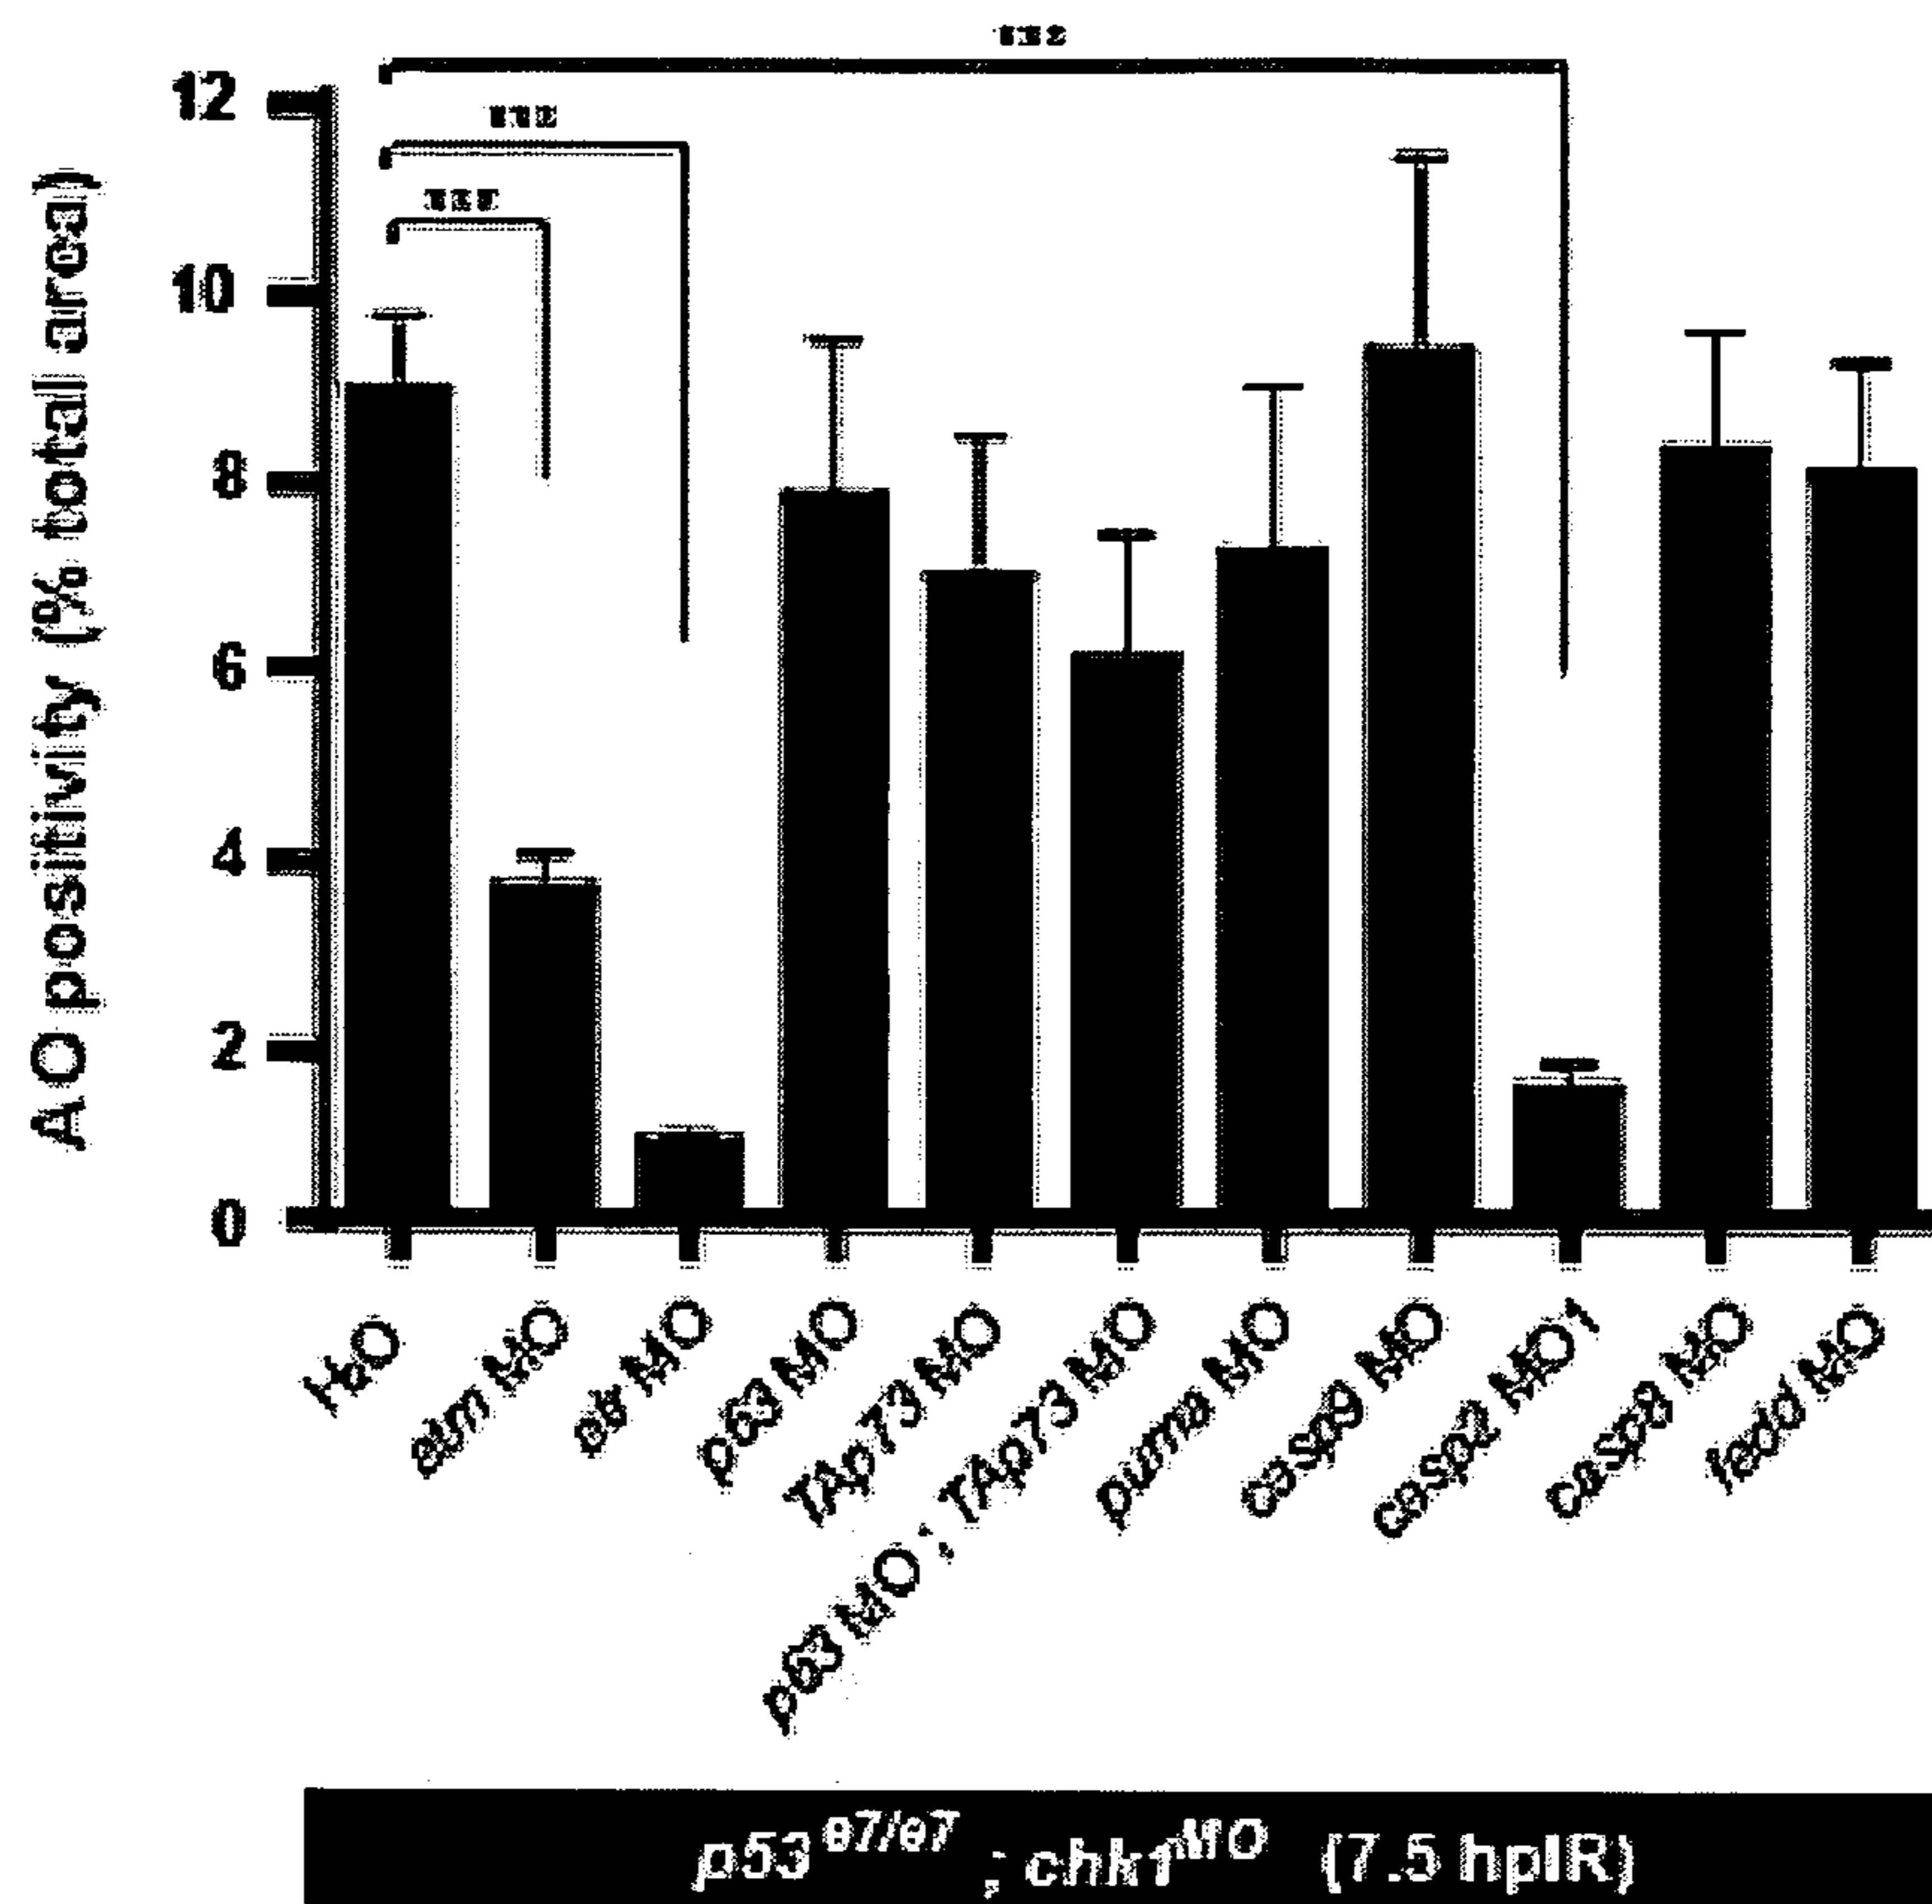 ***
***
***
12
10
8
6
4
2
0
AO positivity (% total area)
H₂O
atm MO
atr MO
p63 MO
TAp73 MO
p63 MO; TAp73 MO
puma MO
casp9 MO
casp2 MO1
casp8 MO
fadd MO
p53 e7/e7 ; chk1 MO (7.5 hpIR)